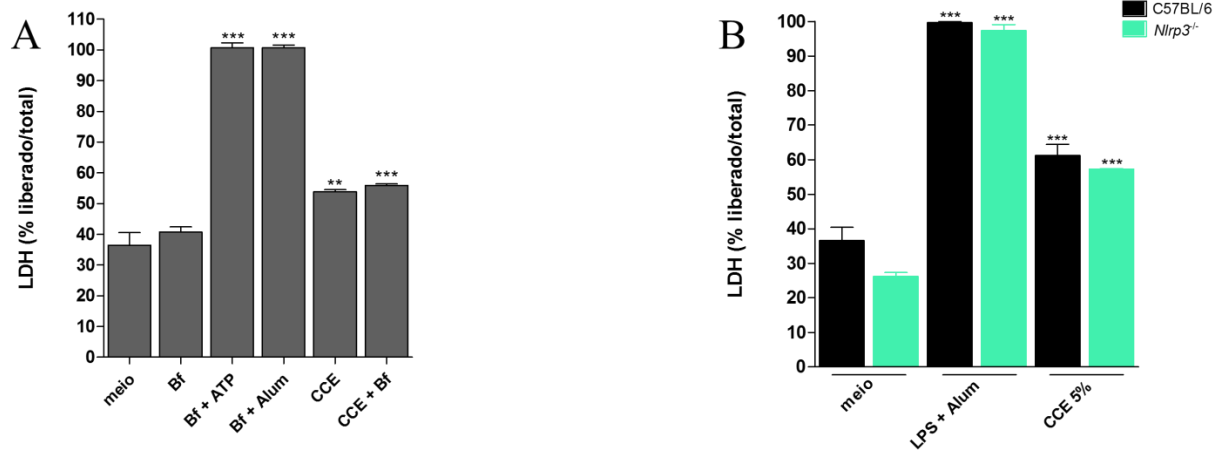 A
LDH (% liberado/total)
110
100
90
80
70
60
50
40
30
20
10
0
***
***
**
***
meio
Bf
Bf + ATP
Bf + Alum
CCE
CCE + Bf
B
C57BL/6
Nlrp3-/-
LDH (% liberado/total)
100
90
80
70
60
50
40
30
20
10
0
***
***
***
***
meio
LPS + Alum
CCE 5%